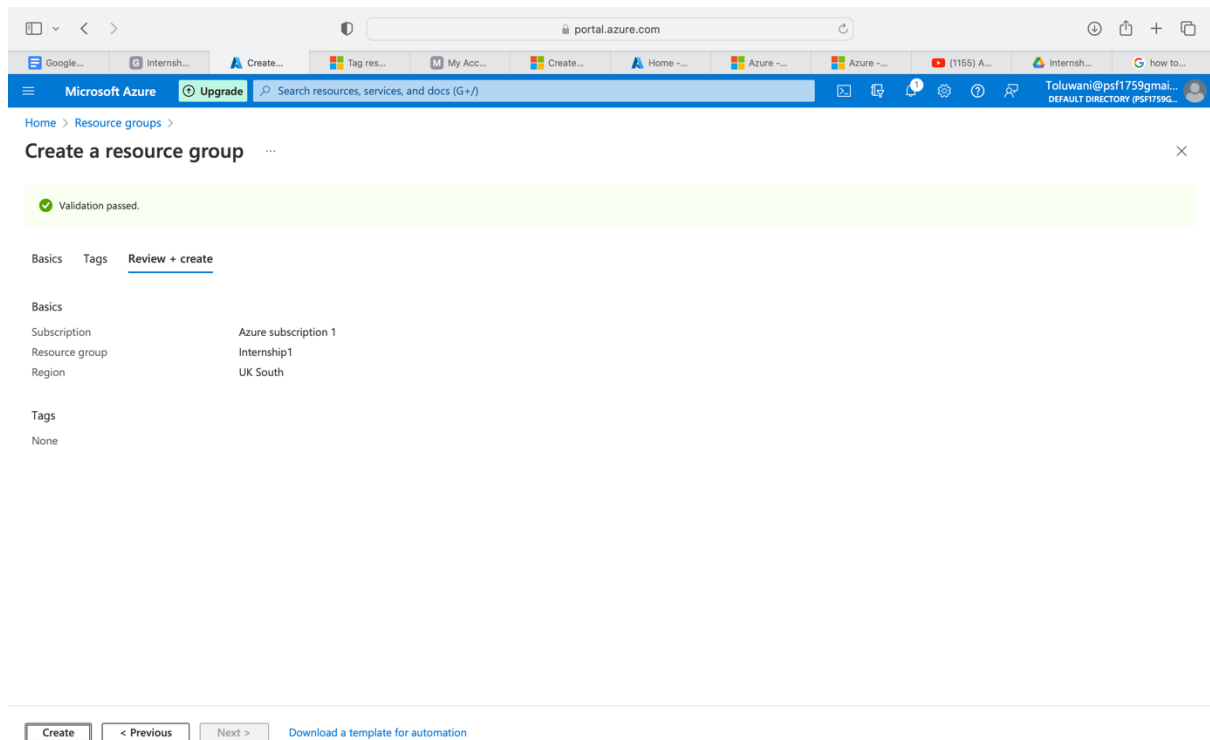 portal.azure.com
Google... Internsh... Create... Tag res... My Acc... Create... Home -... Azure -... Azure -... (1155) A... Internsh... how to...
Microsoft Azure Upgrade Search resources, services, and docs (G+/) 1 Toluwani@psf1759gmai...
DEFAULT DIRECTORY (PSF1759G...
Home > Resource groups >
Create a resource group ...
Validation passed.
Basics Tags Review + create
Basics
Subscription Azure subscription 1
Resource group Internship1
Region UK South
Tags
None
Create < Previous Next > Download a template for automation